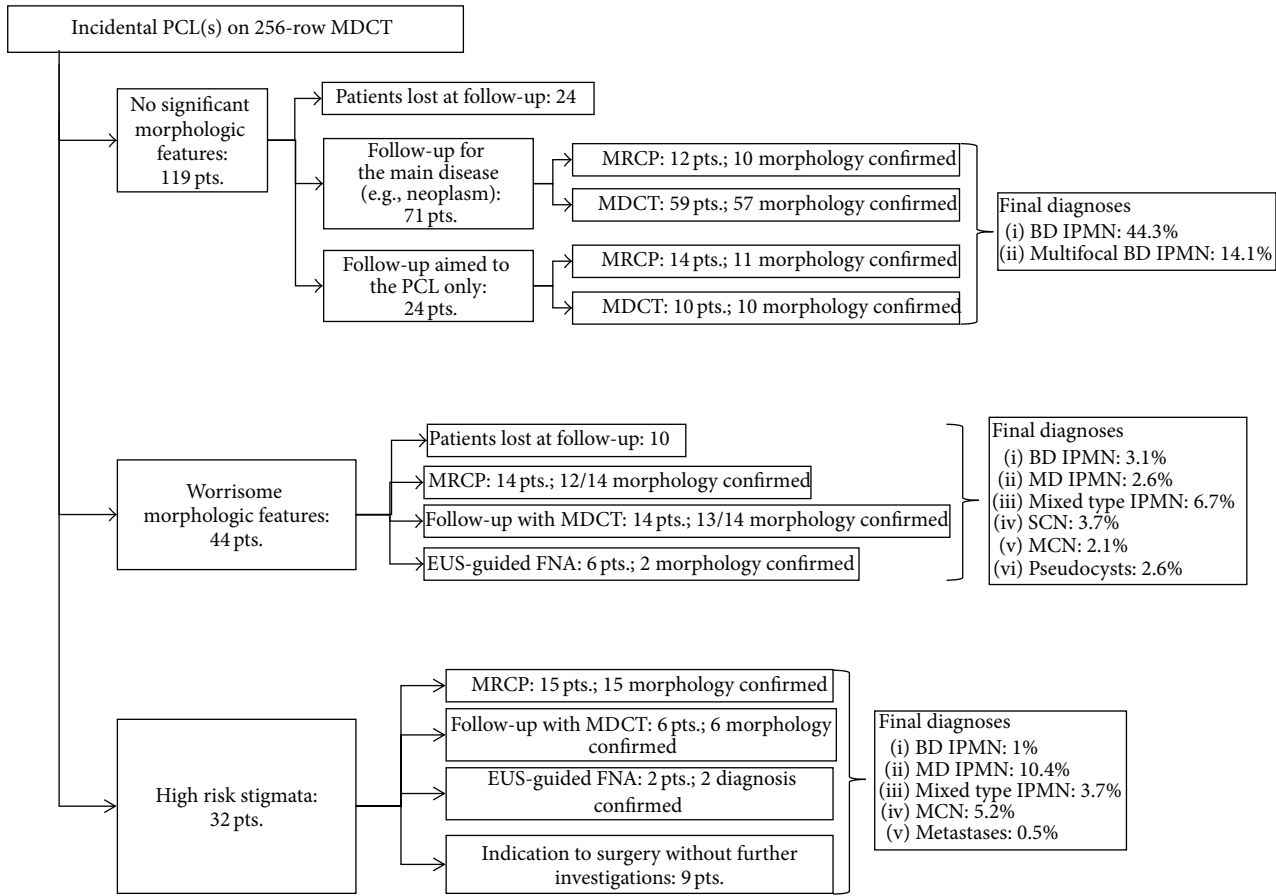 Incidental PCL(s) on 256-row MDCT
No significant
morphologic
features:
119 pts.
Patients lost at follow-up: 24
Follow-up for
the main disease
(e.g., neoplasm):
71 pts.
MRCP: 12 pts.; 10 morphology confirmed
MDCT: 59 pts.; 57 morphology confirmed
Follow-up aimed to
the PCL only:
24 pts.
MRCP: 14 pts.; 11 morphology confirmed
MDCT: 10 pts.; 10 morphology confirmed
Final diagnoses
(i) BD IPMN: 44.3%
(ii) Multifocal BD IPMN: 14.1%
Worrisome
morphologic features:
44 pts.
Patients lost at follow-up: 10
MRCP: 14 pts.; 12/14 morphology confirmed
Follow-up with MDCT: 14 pts.; 13/14 morphology confirmed
EUS-guided FNA: 6 pts.; 2 morphology confirmed
Final diagnoses
(i) BD IPMN: 3.1%
(ii) MD IPMN: 2.6%
(iii) Mixed type IPMN: 6.7%
(iv) SCN: 3.7%
(v) MCN: 2.1%
(vi) Pseudocysts: 2.6%
High risk stigmata:
32 pts.
MRCP: 15 pts.; 15 morphology confirmed
Follow-up with MDCT: 6 pts.; 6 morphology
confirmed
EUS-guided FNA: 2 pts.; 2 diagnosis
confirmed
Indication to surgery without further
investigations: 9 pts.
Final diagnoses
(i) BD IPMN: 1%
(ii) MD IPMN: 10.4%
(iii) Mixed type IPMN: 3.7%
(iv) MCN: 5.2%
(v) Metastases: 0.5%